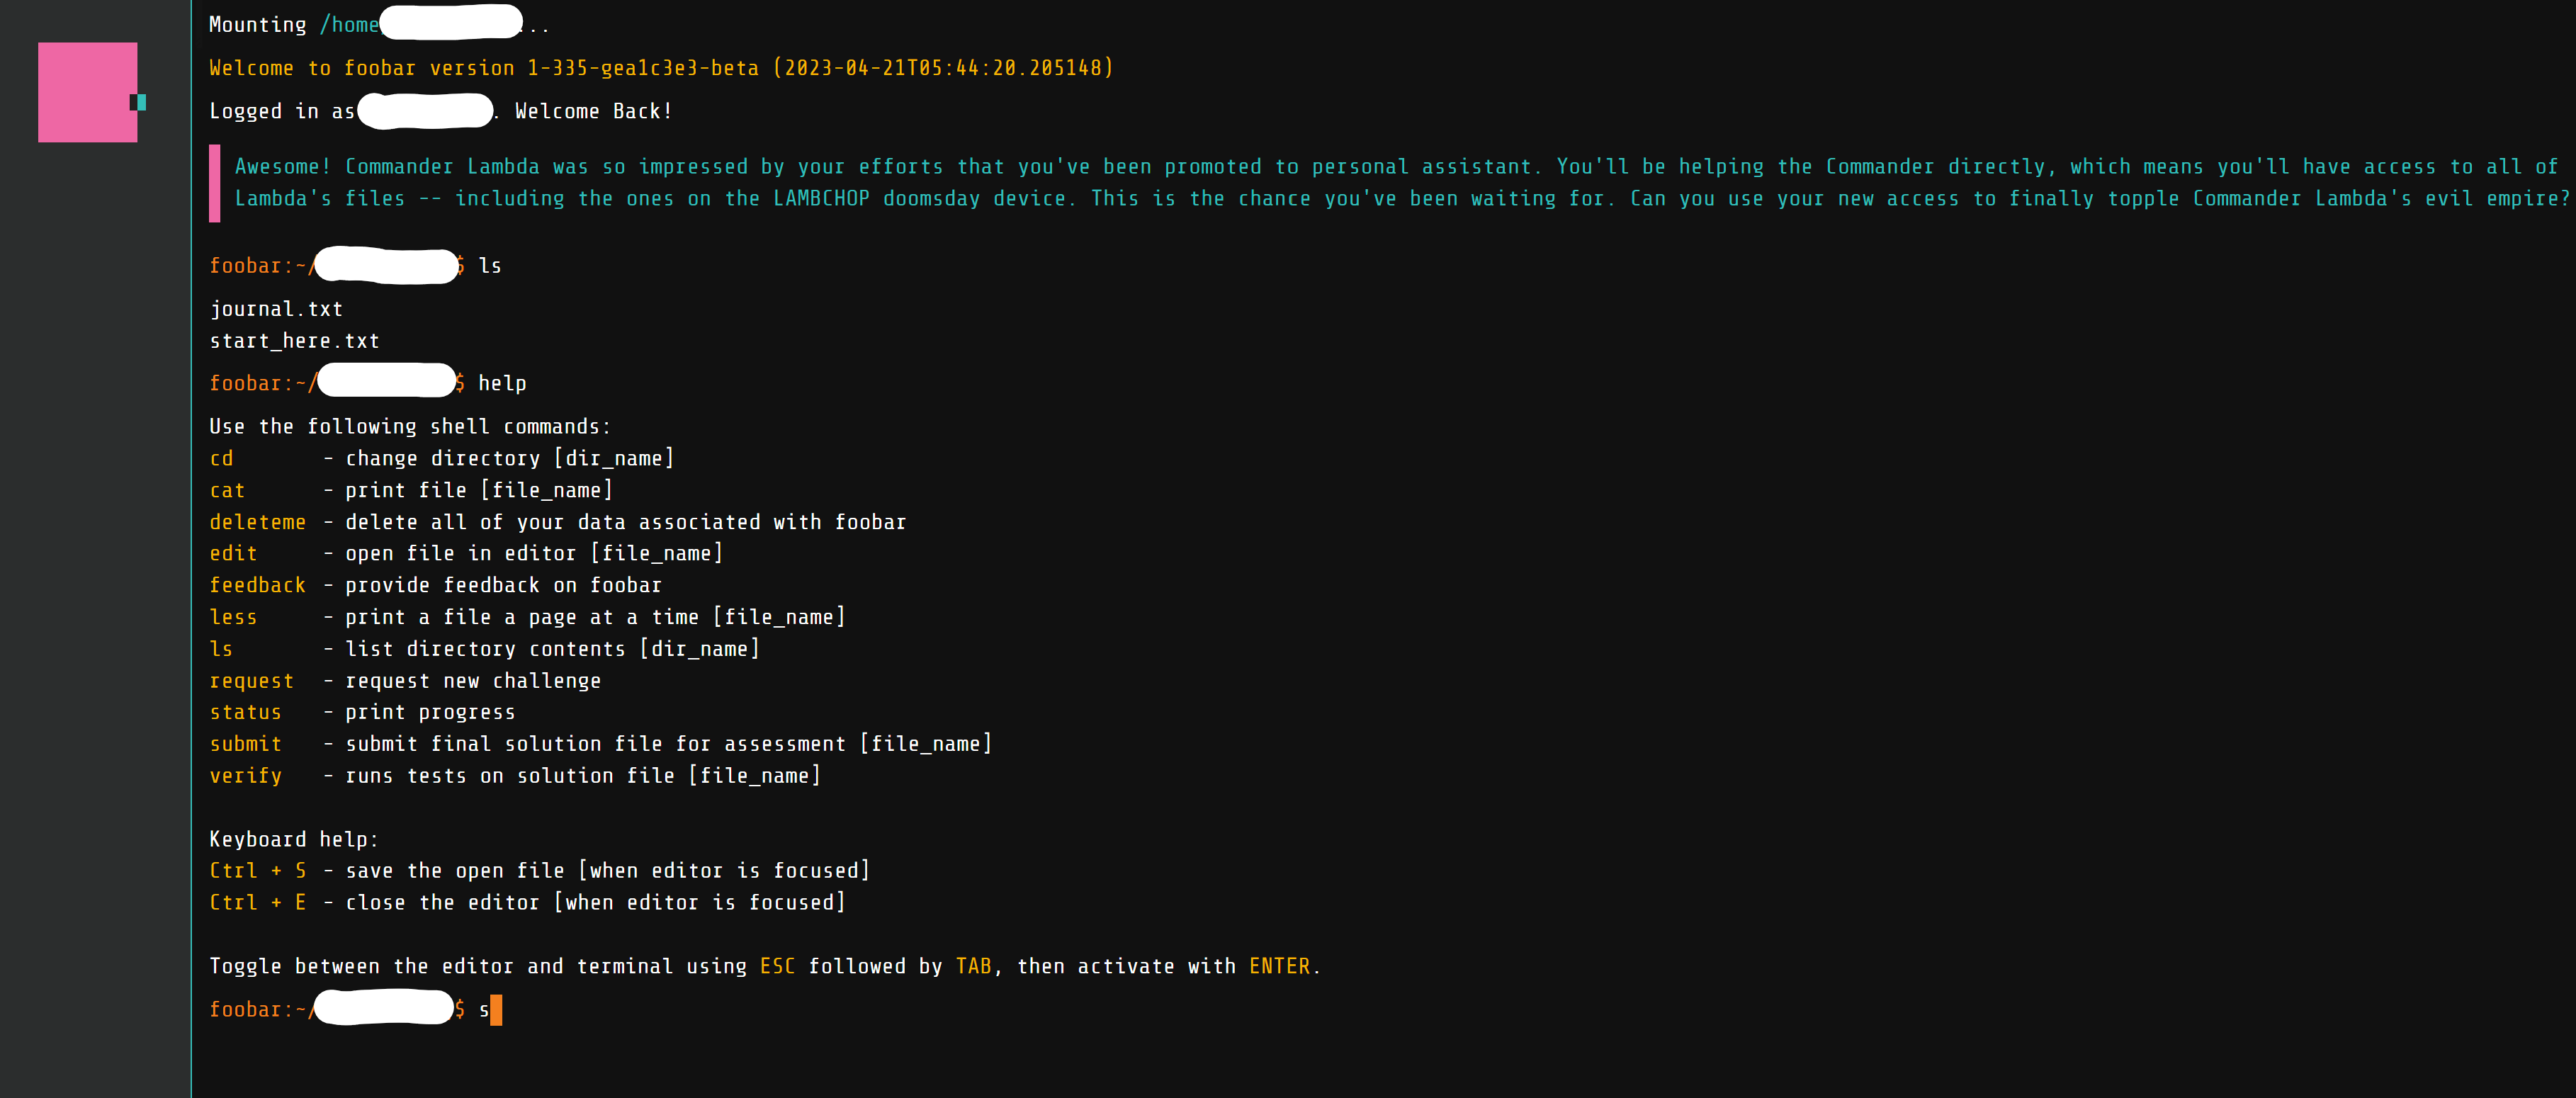 Mounting /home...
Welcome to foobar version 1-335-gea1c3e3-beta (2023-04-21T05:44:20.205148)
Logged in as . Welcome Back!
Awesome! Commander Lambda was so impressed by your efforts that you've been promoted to personal assistant. You'll be helping the Commander directly, which means you'll have access to all of
Lambda's files -- including the ones on the LAMBCHOP doomsday device. This is the chance you've been waiting for. Can you use your new access to finally topple Commander Lambda's evil empire?
foobar:~/ $ ls
journal.txt
start_here.txt
foobar:~/ $ help
Use the following shell commands:
cd - change directory [dir_name]
cat - print file [file_name]
deleteme - delete all of your data associated with foobar
edit - open file in editor [file_name]
feedback - provide feedback on foobar
less - print a file a page at a time [file_name]
ls - list directory contents [dir_name]
request - request new challenge
status - print progress
submit - submit final solution file for assessment [file_name]
verify - runs tests on solution file [file_name]
Keyboard help:
Ctrl + S - save the open file [when editor is focused]
Ctrl + E - close the editor [when editor is focused]
Toggle between the editor and terminal using ESC followed by TAB, then activate with ENTER.
foobar:~/ $ s